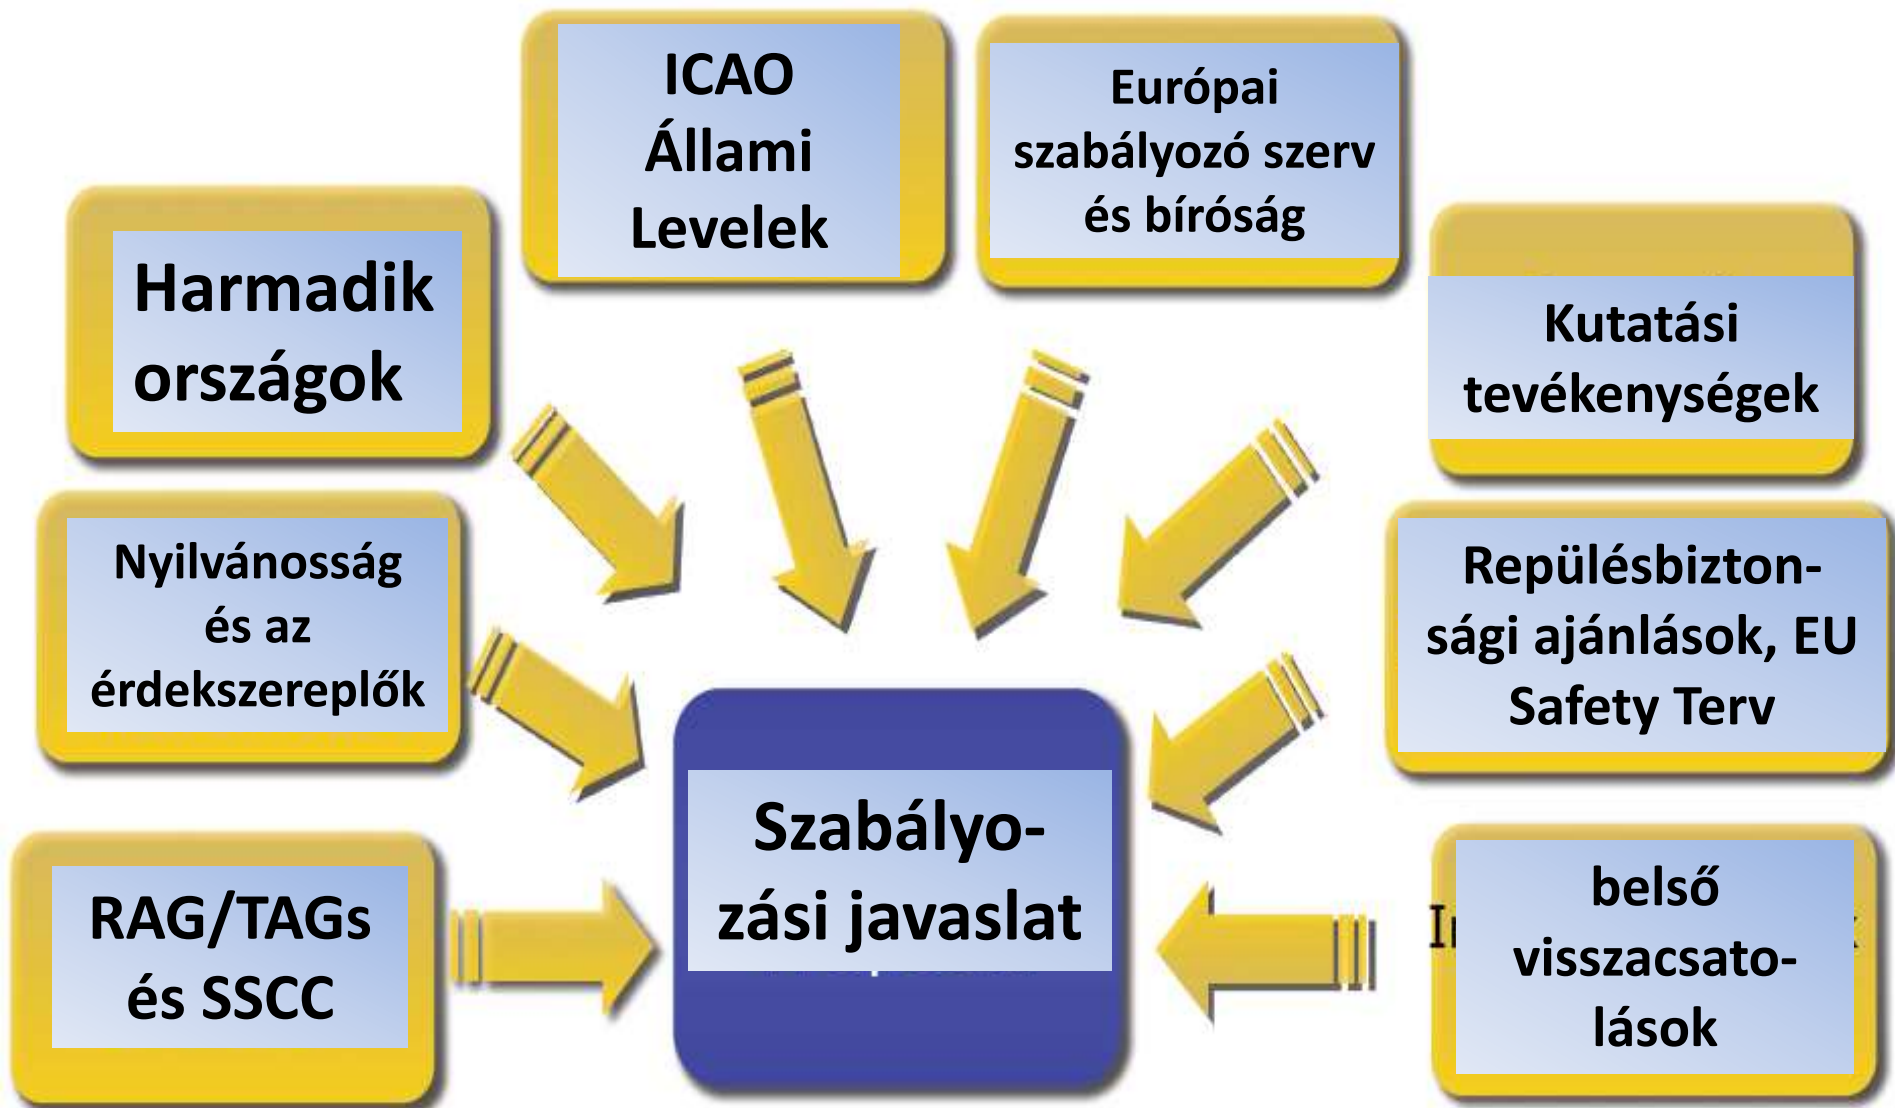 ICAO
Állami
Levelek
Európai
szabályozó szerv
és bíróság
Harmadik
országok
Kutatási
tevékenységek
Nyilvánosság
és az
érdekszereplők
Repülésbizton-
sági ajánlások, EU
Safety Terv
RAG/TAGs
és SSCC
Szabályo-
zási javaslat
belső
visszacsato-
lások